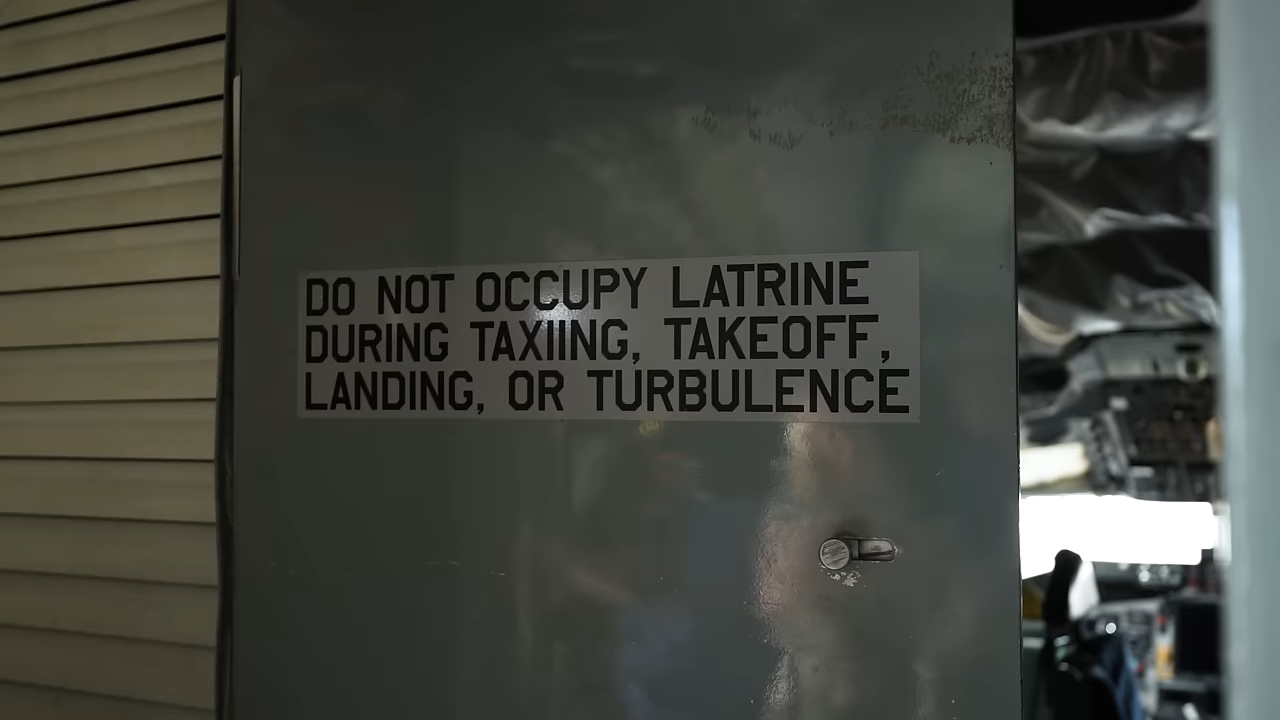 DO NOT OCCUPY LATRINE
DURING TAXIING, TAKEOFF,
LANDING, OR TURBULENCE